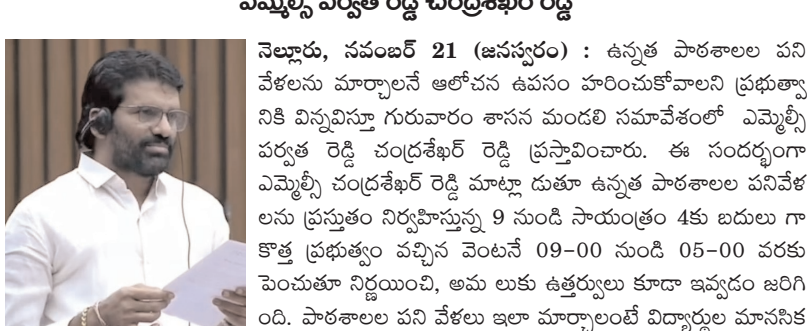 ఎమ్మెల్సీ పర్వత రెడ్డి చంద్రశేఖర్ రెడ్డి
నెల్లూరు, నవంబర్ 21 (జనస్వరం) : ఉన్నత పాఠశాలల పని
వేళలను మార్చాలనే ఆలోచన ఉపసం హరించుకోవాలని ప్రభుత్వా
నికి విన్నవిస్తూ గురువారం శాసన మండలి సమావేశంలో ఎమ్మెల్సీ
పర్వత రెడ్డి చంద్రశేఖర్ రెడ్డి ప్రస్తావించారు. ఈ సందర్భంగా
ఎమ్మెల్సీ చంద్రశేఖర్ రెడ్డి మాట్లా డుతూ ఉన్నత పాఠశాలల పనివేళ
లను ప్రస్తుతం నిర్వహిస్తున్న 9 నుండి సాయంత్రం 4కు బదులు గా
కొత్త ప్రభుత్వం వచ్చిన వెంటనే 09-00 నుండి 05-00 వరకు
పెంచుతూ నిర్ణయించి, అమ లుకు ఉత్తర్వులు కూడా ఇవ్వడం జరిగి
ంది. పాఠశాలల పని వేళలు ఇలా మార్చాలంటే విద్యార్థుల మానసిక